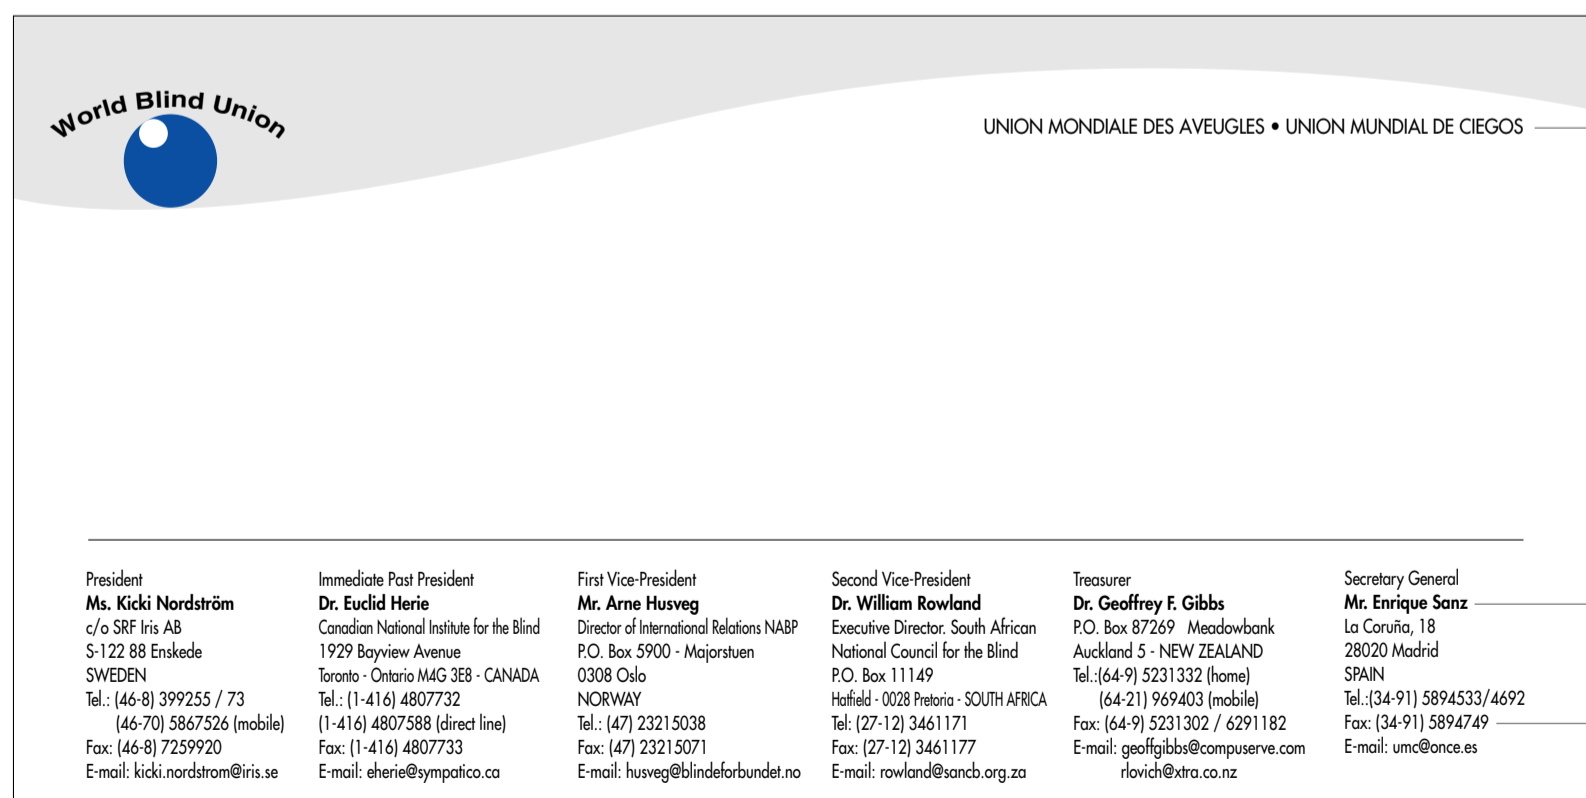 World Blind Union
UNION MONDIALE DES AVEUGLES • UNION MUNDIAL DE CIEGOS
President
Ms. Kicki Nordström
c/o SRF Iris AB
S-122 88 Enskede
SWEDEN
Tel.: (46-8) 399255 / 73
(46-70) 5867526 (mobile)
Fax: (46-8) 7259920
E-mail: kicki.nordstrom@iris.se
Immediate Past President
Dr. Euclid Herie
Canadian National Institute for the Blind
1929 Bayview Avenue
Toronto - Ontario M4G 3E8 - CANADA
Tel.: (1-416) 4807732
(1-416) 4807588 (direct line)
Fax: (1-416) 4807733
E-mail: eherie@sympatico.ca
First Vice-President
Mr. Arne Husveg
Director of International Relations NABP
P.O. Box 5900 - Majorstuen
0308 Oslo
NORWAY
Tel.: (47) 23215038
Fax: (47) 23215071
E-mail: husveg@blindeforbundet.no
Second Vice-President
Dr. William Rowland
Executive Director. South African
National Council for the Blind
P.O. Box 11149
Hatfield - 0028 Pretoria - SOUTH AFRICA
Tel: (27-12) 3461171
Fax: (27-12) 3461177
E-mail: rowland@sancb.org.za
Treasurer
Dr. Geoffrey F. Gibbs
P.O. Box 87269 Meadowbank
Auckland 5 - NEW ZEALAND
Tel.:(64-9) 5231332 (home)
(64-21) 969403 (mobile)
Fax: (64-9) 5231302 / 6291182
E-mail: geoffgibbs@compuserve.com
rlovich@xtra.co.nz
Secretary General
Mr. Enrique Sanz
La Coruña, 18
28020 Madrid
SPAIN
Tel.:(34-91) 5894533/4692
Fax: (34-91) 5894749
E-mail: umc@once.es